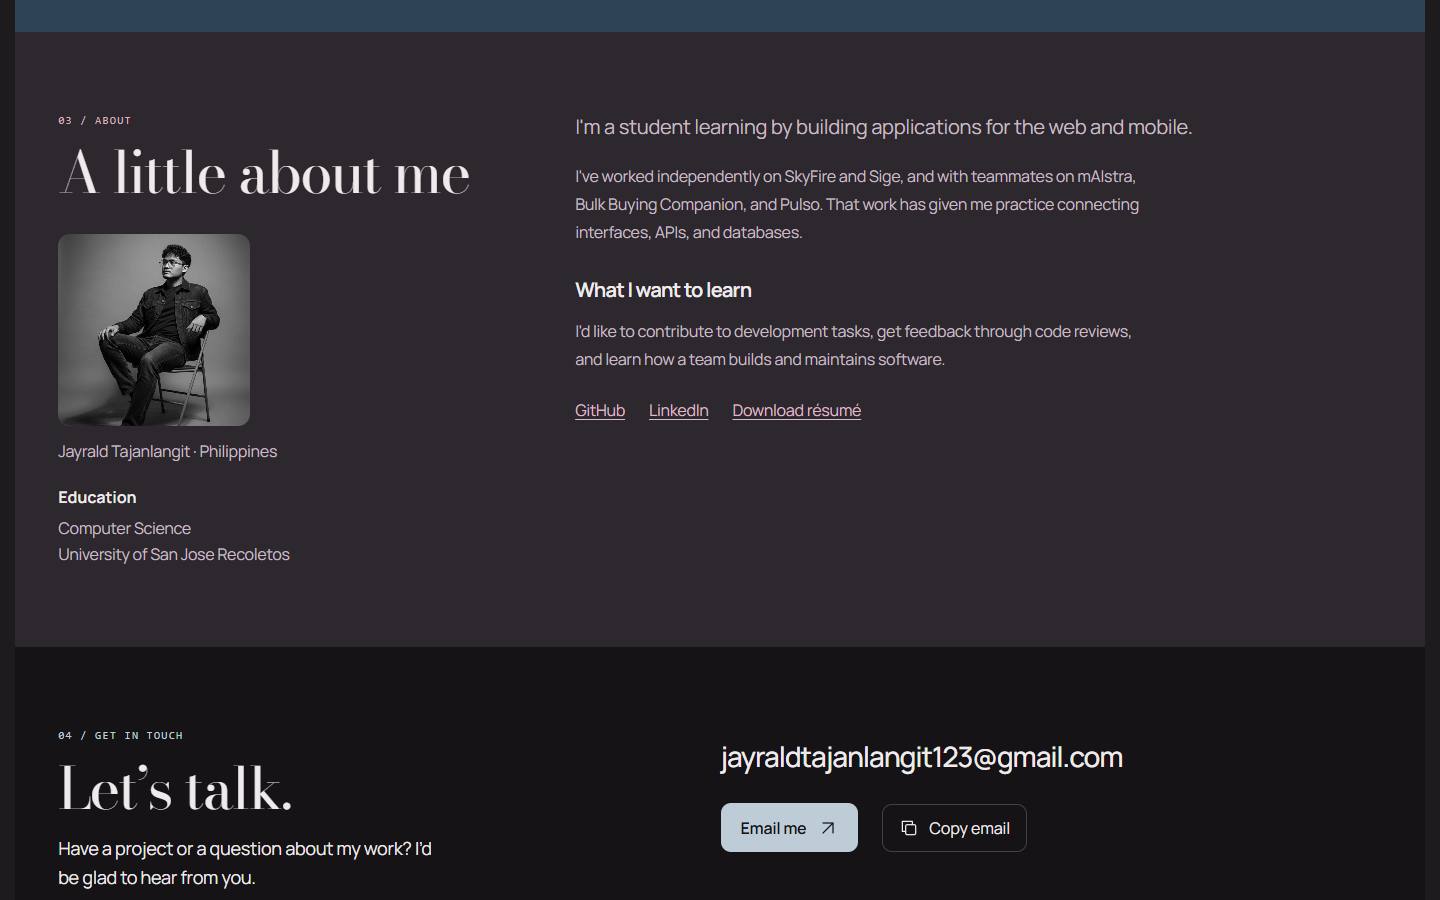 03 / ABOUT
A little about me
Jayrald Tajanlangit · Philippines
Education
Computer Science
University of San Jose Recoletos
I'm a student learning by building applications for the web and mobile.
I've worked independently on SkyFire and Sige, and with teammates on mAIstra,
Bulk Buying Companion, and Pulso. That work has given me practice connecting
interfaces, APIs, and databases.
What I want to learn
I'd like to contribute to development tasks, get feedback through code reviews,
and learn how a team builds and maintains software.
GitHub LinkedIn Download résumé
04 / GET IN TOUCH
Let’s talk.
Have a project or a question about my work? I'd
be glad to hear from you.
jayraldtajanlangit123@gmail.com
Email me Copy email